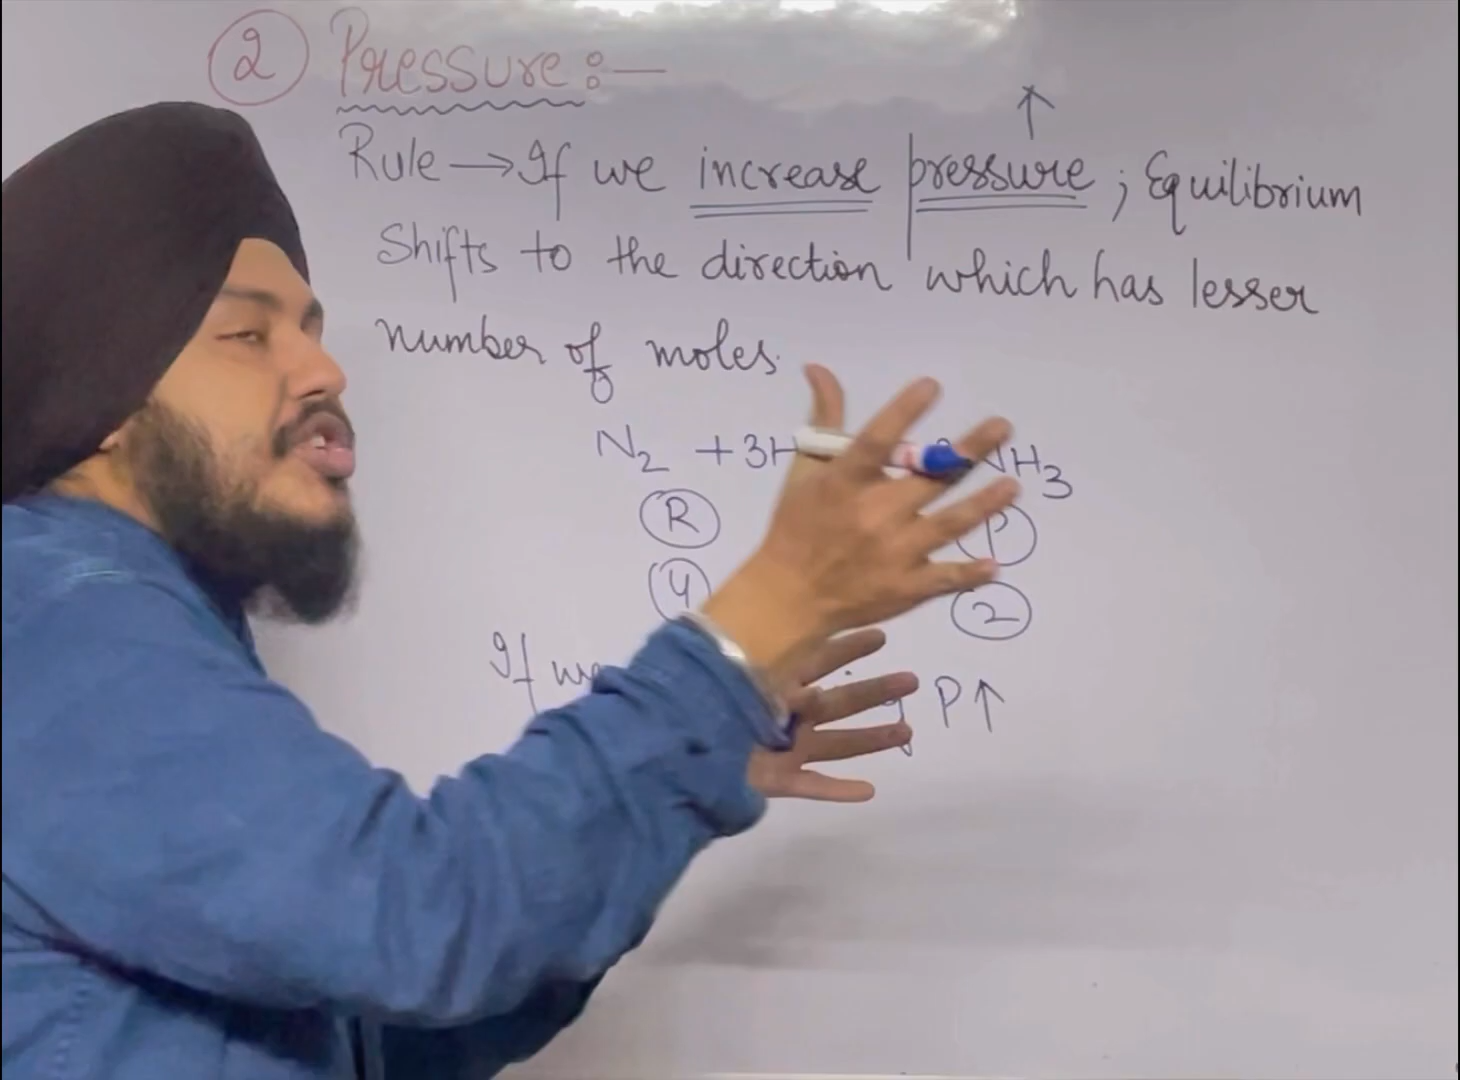 ② Pressure :—
Rule → If we increase pressure ↑ ; Equilibrium
Shifts to the direction which has lesser
number of moles.
N₂ + 3H NH₃
R P
4 2
If we P↑